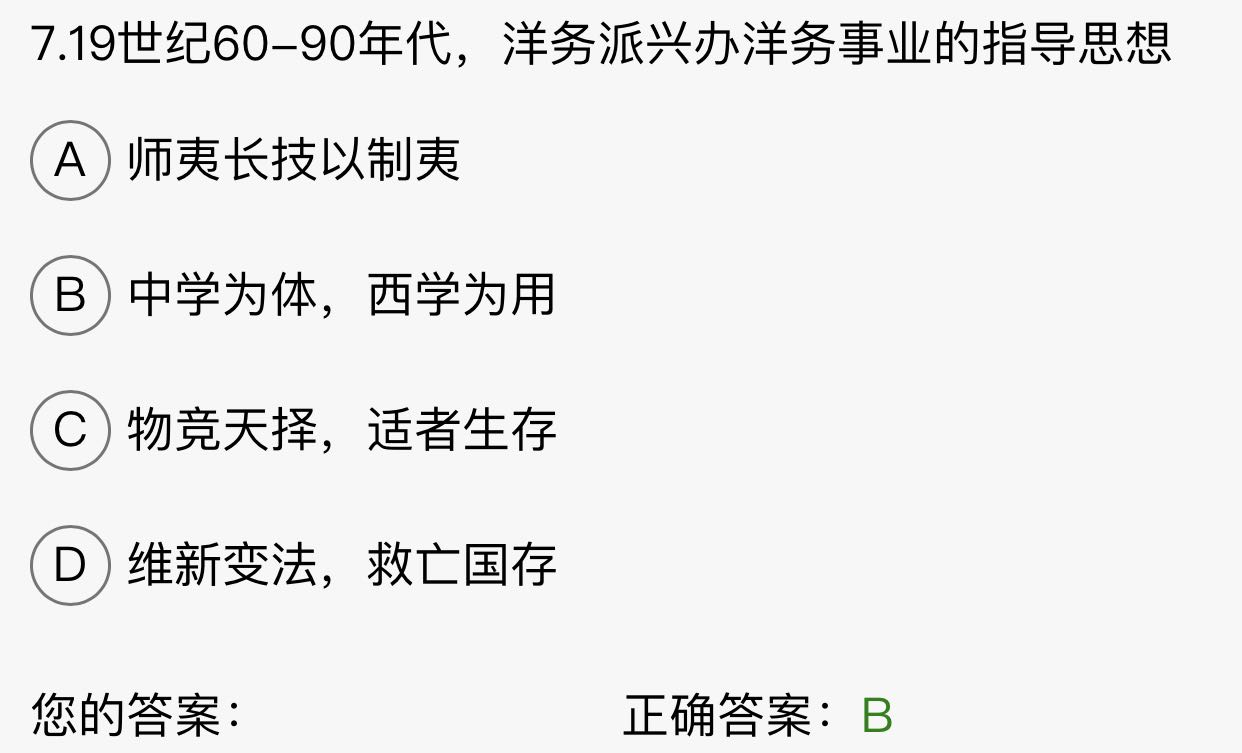 7.19世纪60–90年代，洋务派兴办洋务事业的指导思想
A 师夷长技以制夷
B 中学为体，西学为用
C 物竞天择，适者生存
D 维新变法，救亡国存
您的答案： 正确答案：B